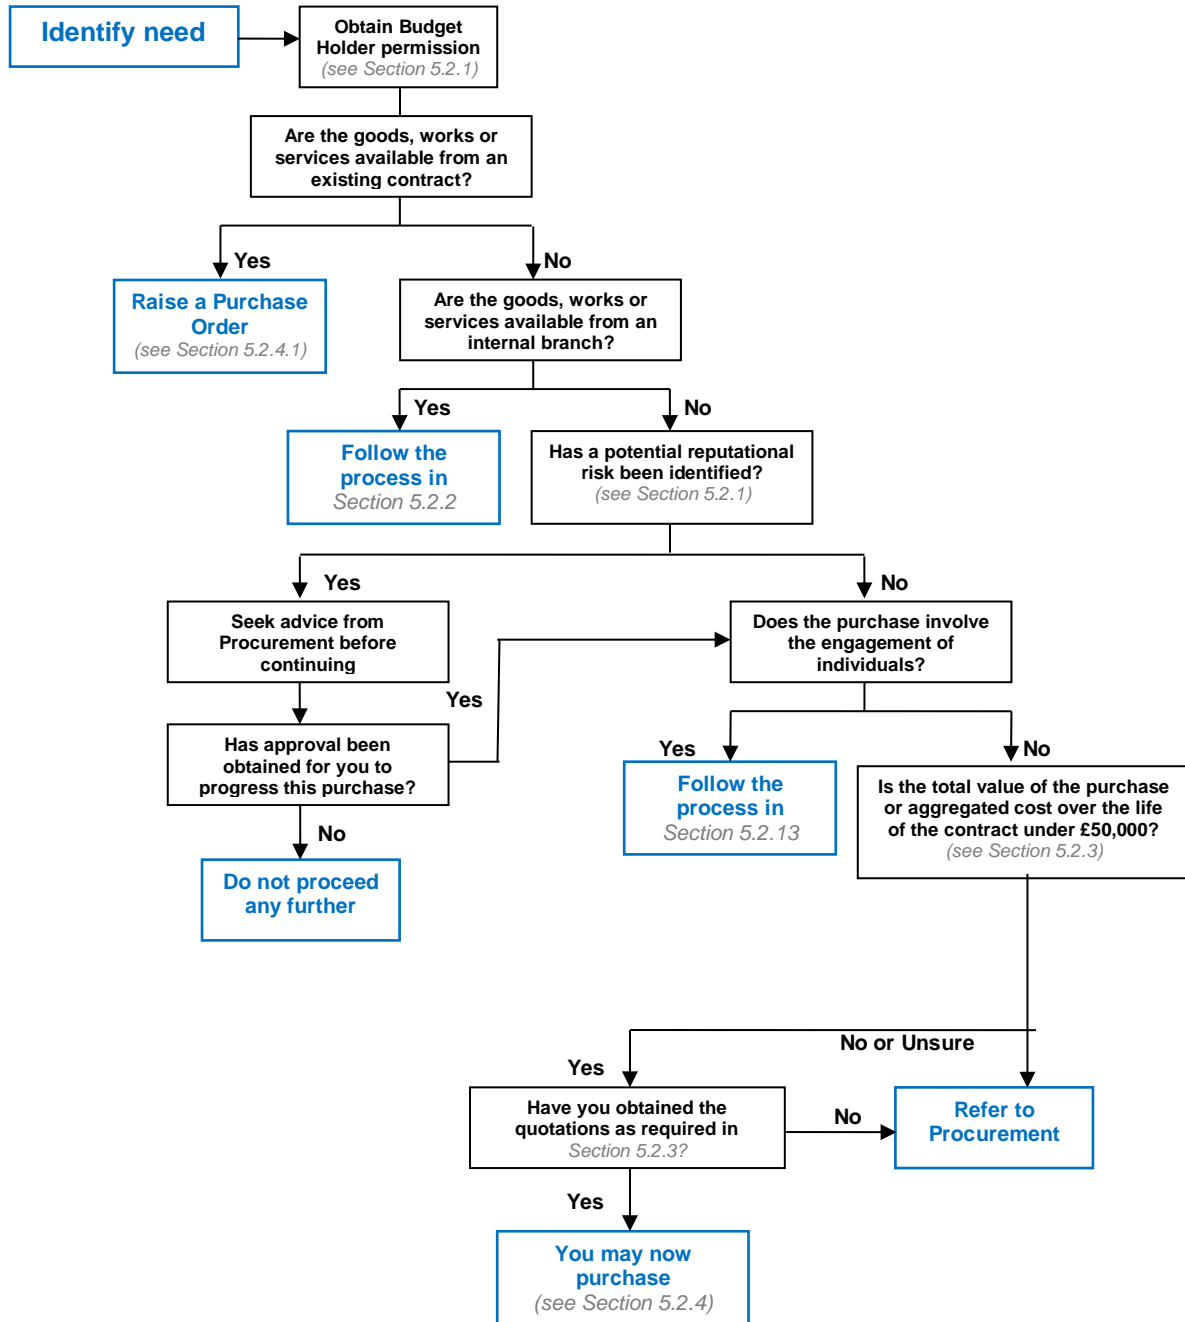 Identify need
Obtain Budget
Holder permission
(see Section 5.2.1)
Are the goods, works or
services available from an
existing contract?
Yes
No
Raise a Purchase
Order
(see Section 5.2.4.1)
Are the goods, works or
services available from an
internal branch?
Yes
No
Follow the
process in
Section 5.2.2
Has a potential reputational
risk been identified?
(see Section 5.2.1)
Yes
No
Seek advice from
Procurement before
continuing
Does the purchase involve
the engagement of
individuals?
Yes
Has approval been
obtained for you to
progress this purchase?
Yes
No
Follow the
process in
Section 5.2.13
Is the total value of the purchase
or aggregated cost over the life
of the contract under £50,000?
(see Section 5.2.3)
No
Do not proceed
any further
No or Unsure
Yes
Have you obtained the
quotations as required in
Section 5.2.3?
No
Refer to
Procurement
Yes
You may now
purchase
(see Section 5.2.4)